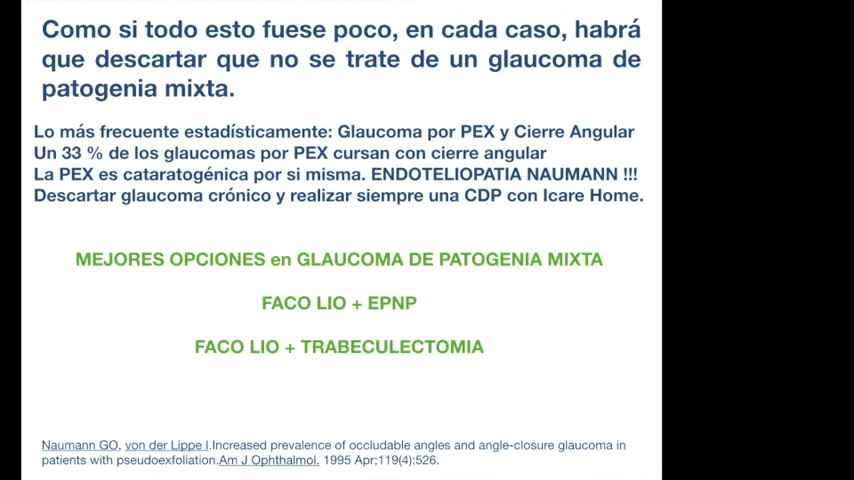 Como si todo esto fuese poco, en cada caso, habrá
que descartar que no se trate de un glaucoma de
patogenia mixta.
Lo más frecuente estadísticamente: Glaucoma por PEX y Cierre Angular
Un 33 % de los glaucomas por PEX cursan con cierre angular
La PEX es cataratogénica por si misma. ENDOTELIOPATIA NAUMANN !!!
Descartar glaucoma crónico y realizar siempre una CDP con Icare Home.
MEJORES OPCIONES en GLAUCOMA DE PATOGENIA MIXTA
FACO LIO + EPNP
FACO LIO + TRABECULECTOMIA
Naumann GO, von der Lippe I.Increased prevalence of occludable angles and angle-closure glaucoma in
patients with pseudoexfoliation.Am J Ophthalmol. 1995 Apr;119(4):526.